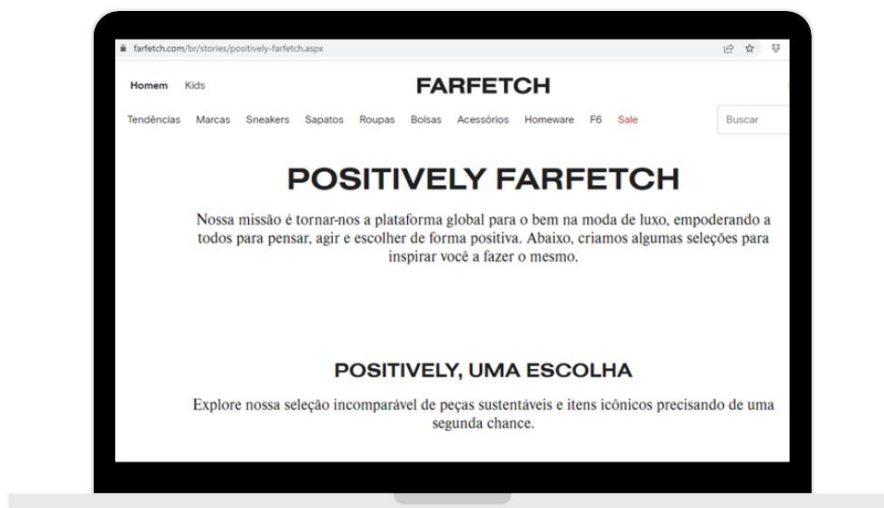 farfetch.com/br/stories/positively-farfetch.aspx
Homem Kids
FARFETCH
Tendências Marcas Sneakers Sapatos Roupas Bolsas Acessórios Homeware F6 Sale
Buscar
POSITIVELY FARFETCH
Nossa missão é tornar-nos a plataforma global para o bem na moda de luxo, empoderando a
todos para pensar, agir e escolher de forma positiva. Abaixo, criamos algumas seleções para
inspirar você a fazer o mesmo.
POSITIVELY, UMA ESCOLHA
Explore nossa seleção incomparável de peças sustentáveis e itens icônicos precisando de uma
segunda chance.